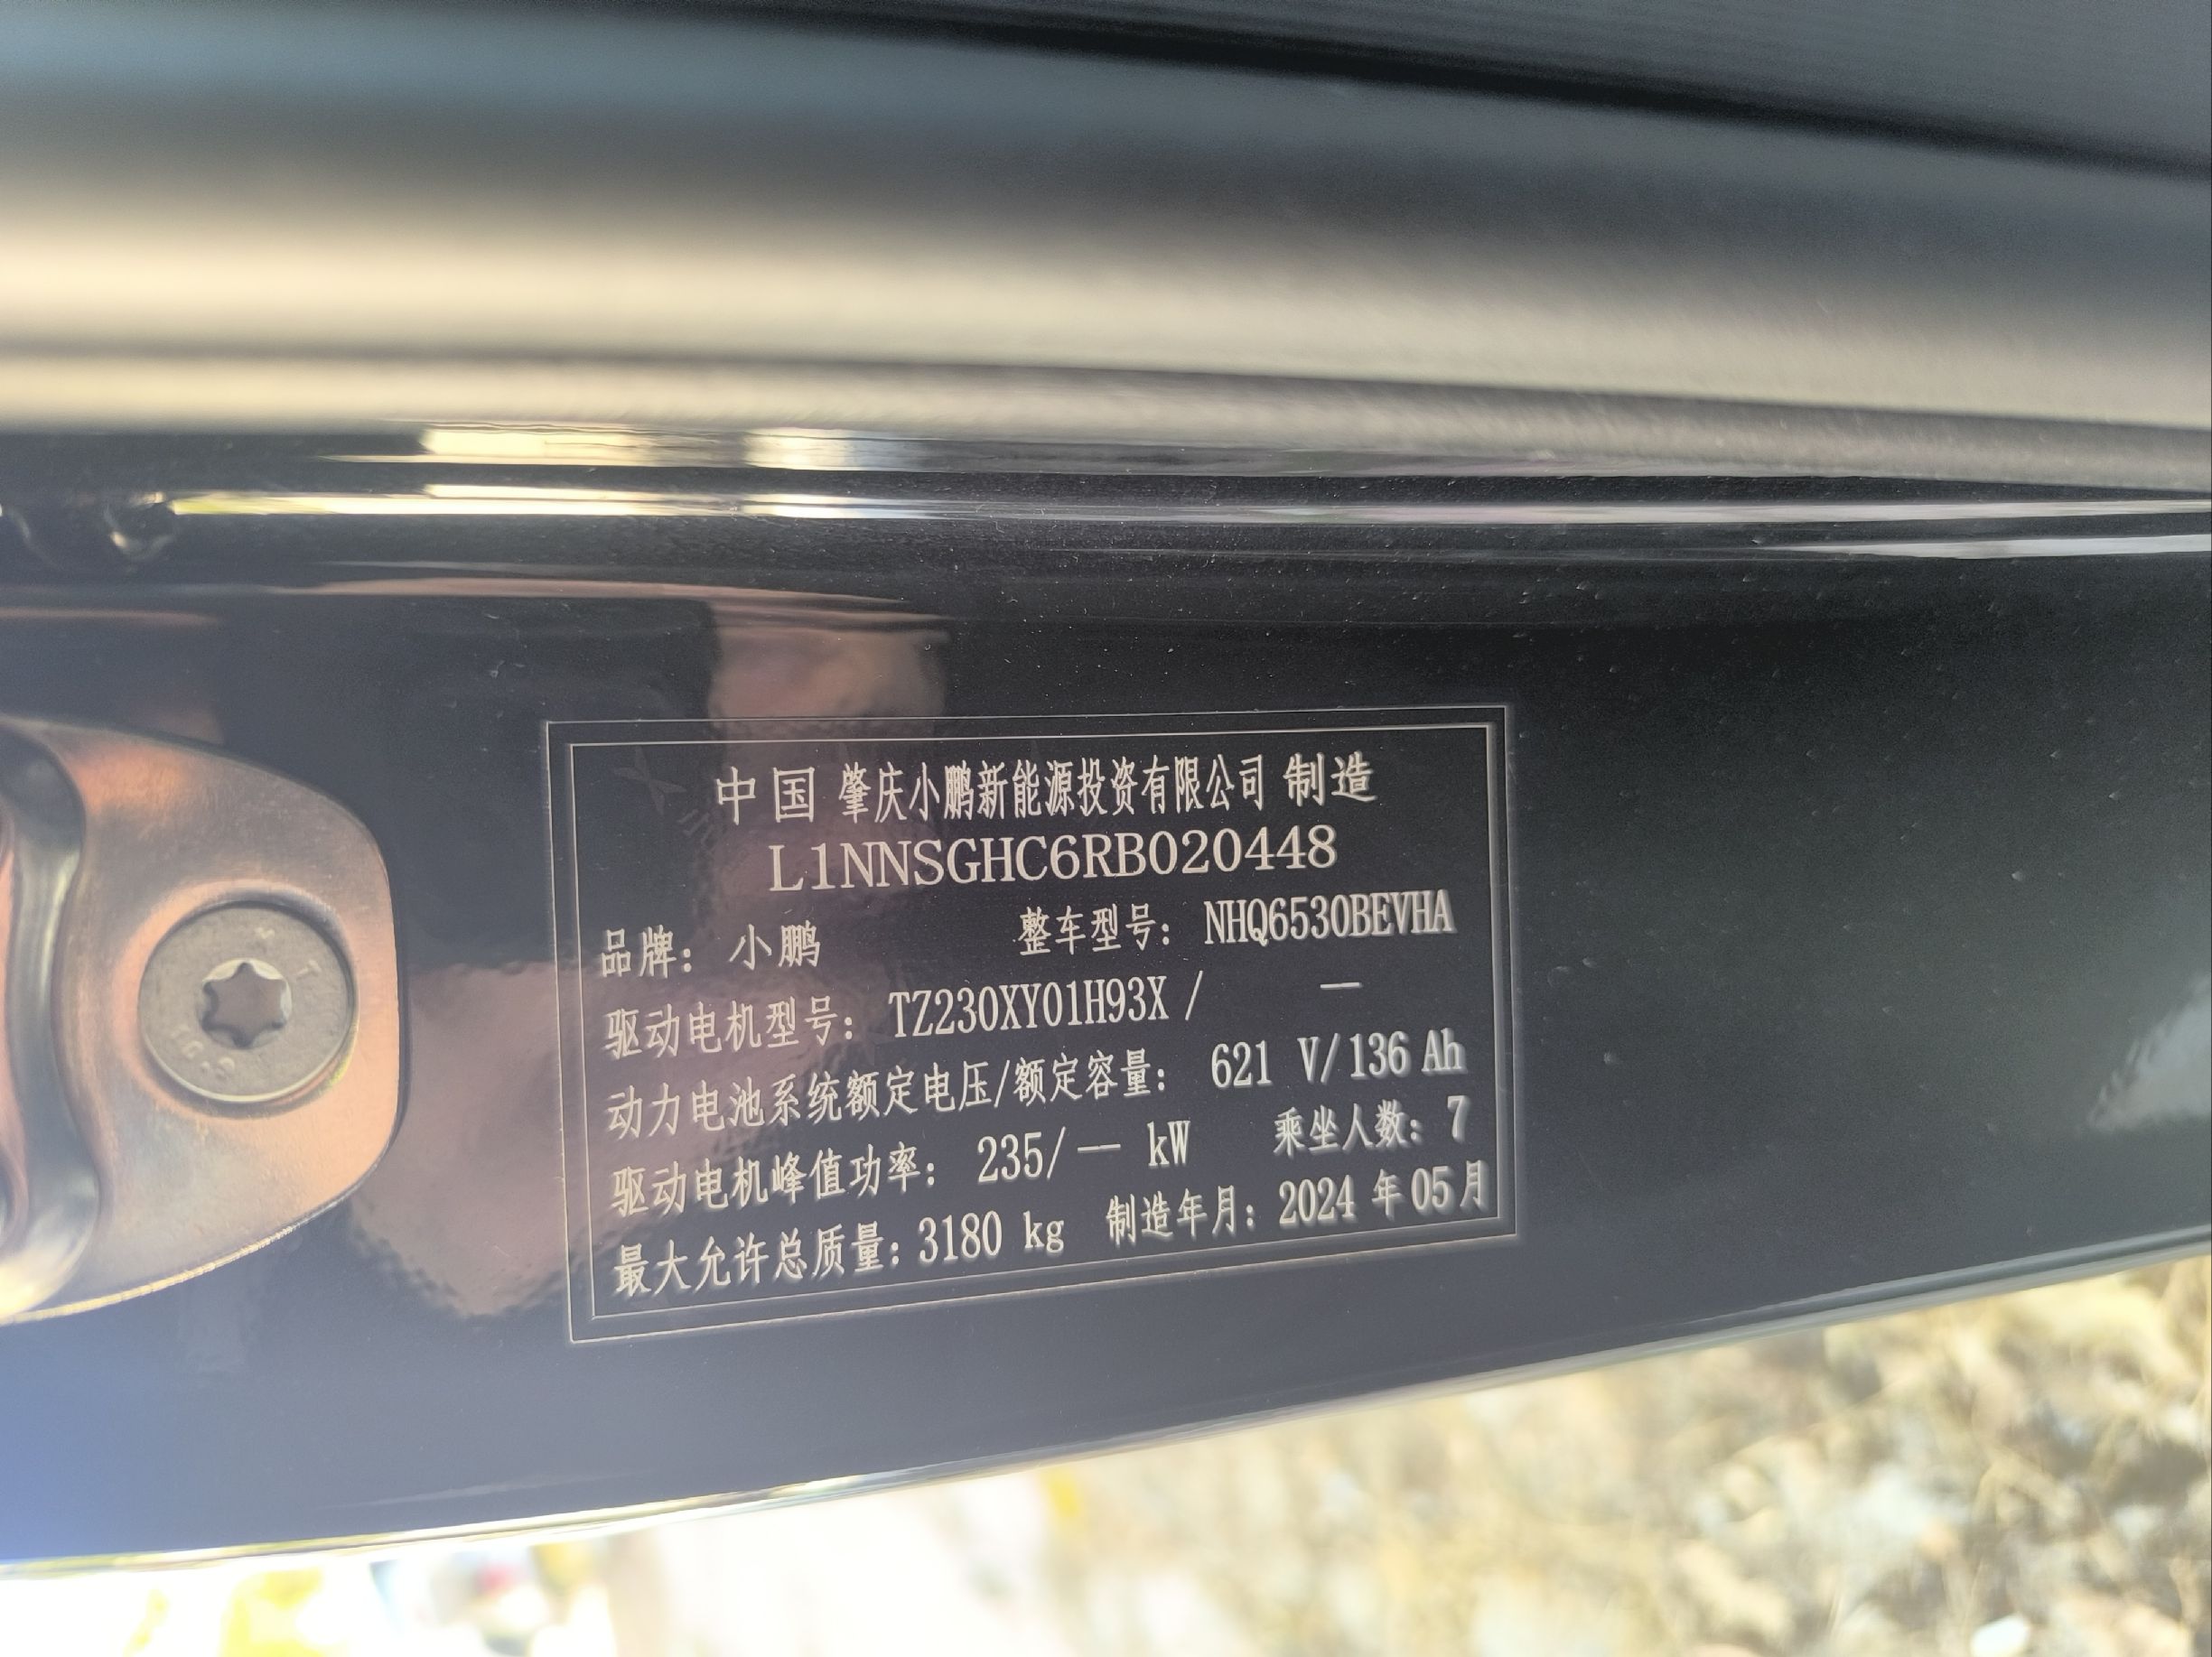 中国 肇庆小鹏新能源投资有限公司 制造
L1NNSGHC6RB020448
品牌： 小鹏 整车型号： NHQ6530BEVHA
驱动电机型号： TZ230XY01H93X / —
动力电池系统额定电压/额定容量： 621 V/136 Ah
驱动电机峰值功率： 235/— kW 乘坐人数：7
最大允许总质量：3180 kg 制造年月：2024 年05月